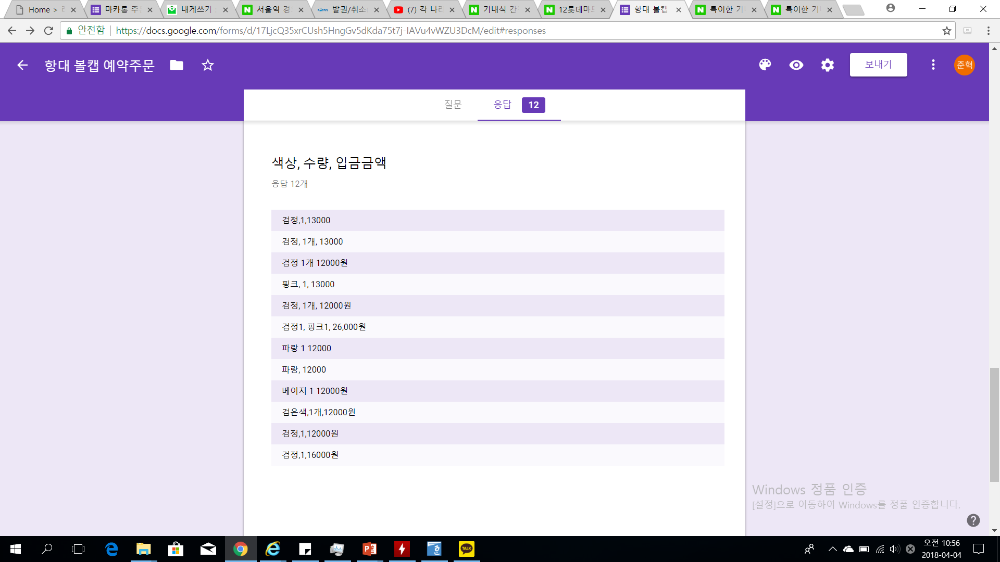 Home >
마카롱 주
내게쓰기
서울역 경
발권/취소
(7) 각 나라
기내식 간
12롯데마트
항대 볼캡
특이한 기
특이한 기
안전함
https://docs.google.com/forms/d/17LjcQ35xrCUsh5HngGv5dKda75t7j-IAVu4vWZU3DcM/edit#responses
항대 볼캡 예약주문
보내기
준혁
질문
응답 12
색상, 수량, 입금금액
응답 12개
검정,1,13000
검정, 1개, 13000
검정 1개 12000원
핑크, 1, 13000
검정, 1개, 12000원
검정1, 핑크1, 26,000원
파랑 1 12000
파랑, 12000
베이지 1 12000원
검은색,1개,12000원
검정,1,12000원
검정,1,16000원
Windows 정품 인증
[설정]으로 이동하여 Windows를 정품 인증합니다.
TALK
오전 10:56
2018-04-04